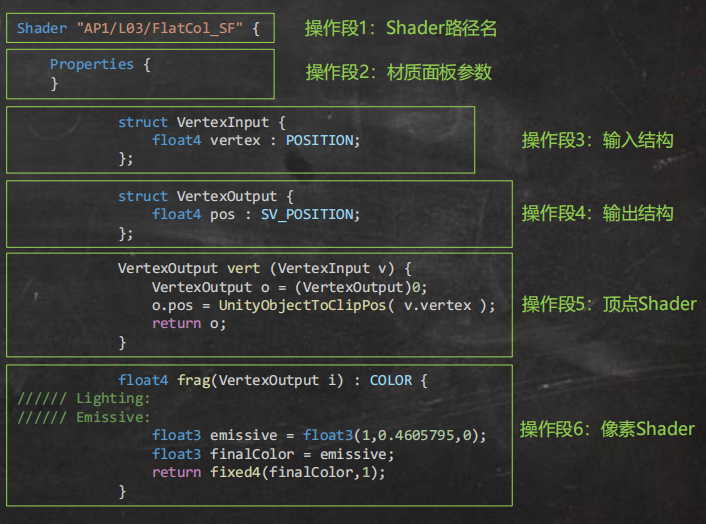 Shader "AP1/L03/FlatCol_SF" {
操作段1：Shader路径名
Properties {
}
操作段2：材质面板参数
struct VertexInput {
float4 vertex : POSITION;
};
操作段3：输入结构
struct VertexOutput {
float4 pos : SV_POSITION;
};
操作段4：输出结构
VertexOutput vert (VertexInput v) {
VertexOutput o = (VertexOutput)0;
o.pos = UnityObjectToClipPos( v.vertex );
return o;
}
操作段5：顶点Shader
float4 frag(VertexOutput i) : COLOR {
////// Lighting:
////// Emissive:
float3 emissive = float3(1,0.4605795,0);
float3 finalColor = emissive;
return fixed4(finalColor,1);
}
操作段6：像素Shader